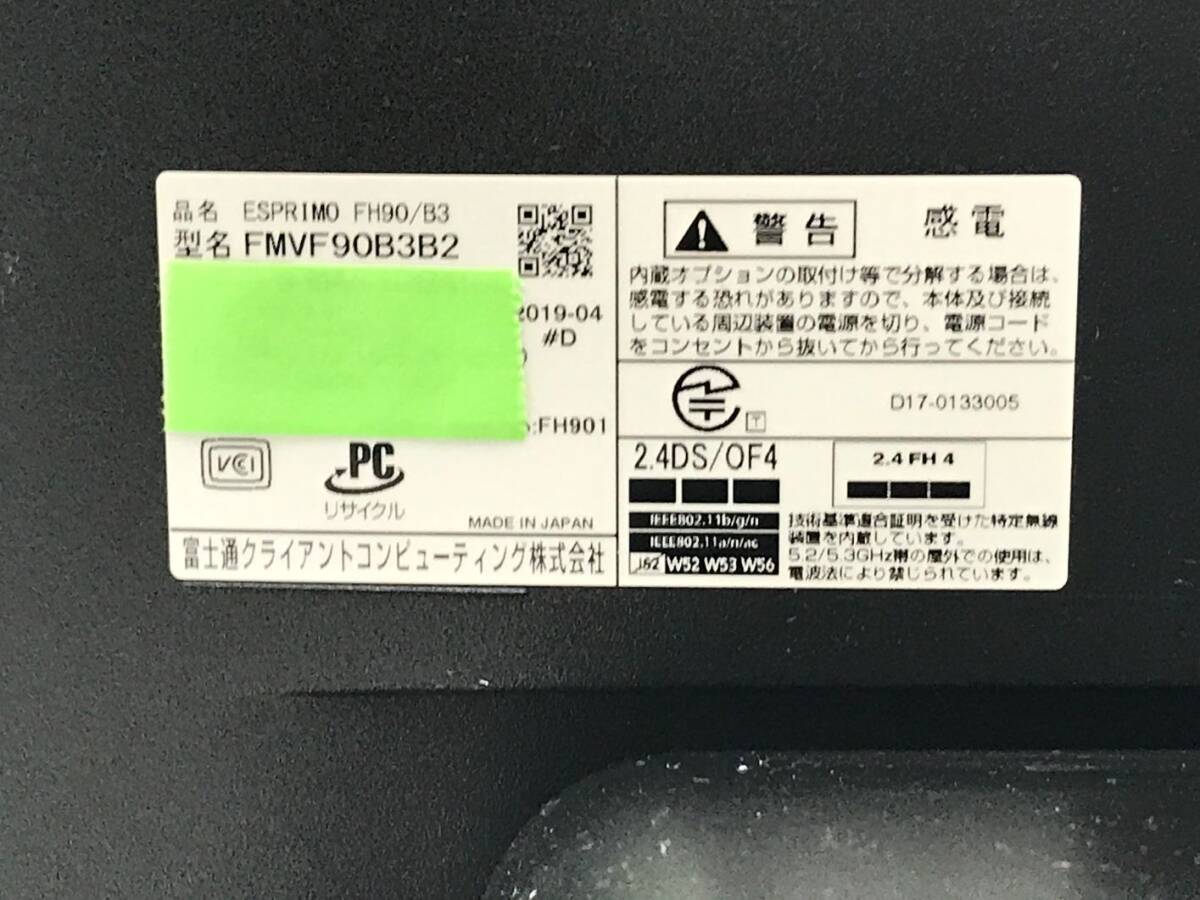 品名 ESPRIMO FH90/B3
型名 FMVF90B3B2
2019-04
#D
)
:FH901
VCCI
PC
リサイクル
MADE IN JAPAN
富士通クライアントコンピューティング株式会社
警告 感電
内蔵オプションの取付け等で分解する場合は、
感電する恐れがありますので、本体及び接続
している周辺装置の電源を切り、電源コード
をコンセントから抜いてから行ってください。
T D17-0133005
2.4DS/OF4
IEEE802.11b/g/n
IEEE802.11a/n/ac
J52 W52 W53 W56
2.4FH4
技術基準適合証明を受けた特定無線
装置を内蔵しています。
5.2/5.3GHz帯の屋外での使用は、
電波法により禁じられています。